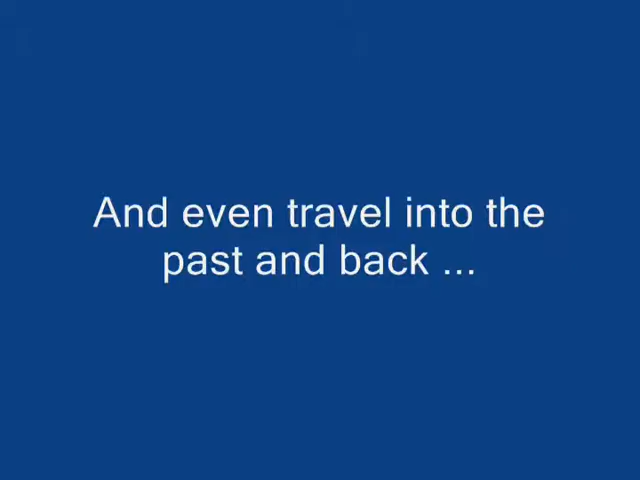 And even travel into the
past and back ...